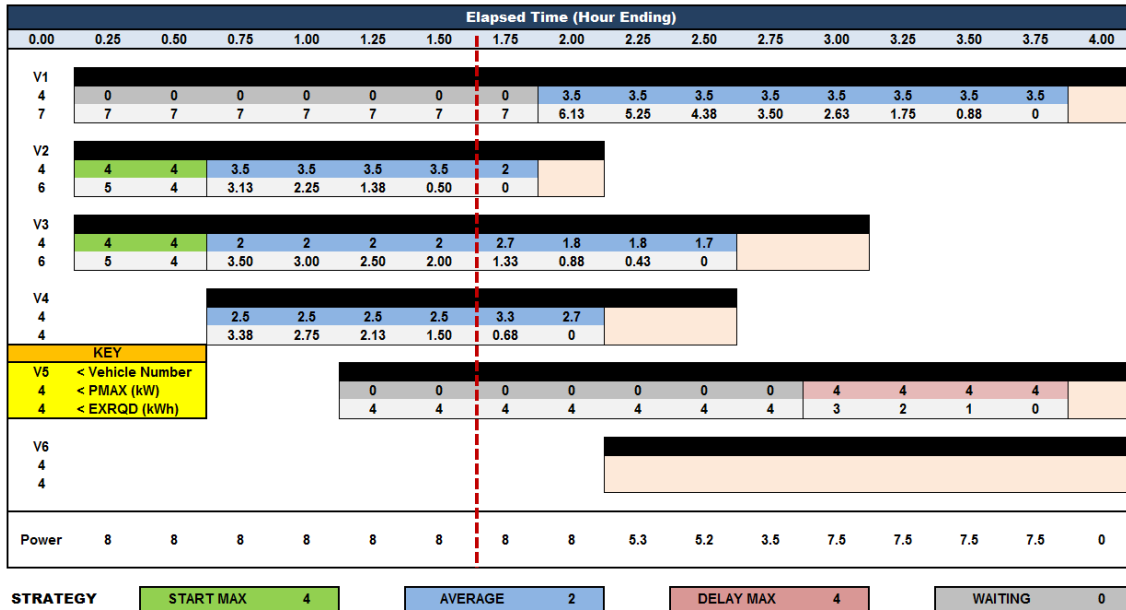 Elapsed Time (Hour Ending)
0.00 0.25 0.50 0.75 1.00 1.25 1.50 1.75 2.00 2.25 2.50 2.75 3.00 3.25 3.50 3.75 4.00
V1
4 0 0 0 0 0 0 0 3.5 3.5 3.5 3.5 3.5 3.5 3.5 3.5
7 7 7 7 7 7 7 7 6.13 5.25 4.38 3.50 2.63 1.75 0.88 0
V2
4 4 4 3.5 3.5 3.5 3.5 2
6 5 4 3.13 2.25 1.38 0.50 0
V3
4 4 4 2 2 2 2 2.7 1.8 1.8 1.7
6 5 4 3.50 3.00 2.50 2.00 1.33 0.88 0.43 0
V4
4 2.5 2.5 2.5 2.5 3.3 2.7
4 3.38 2.75 2.13 1.50 0.68 0
KEY
V5 < Vehicle Number
4 < PMAX (kW) 0 0 0 0 0 0 0 4 4 4 4
4 < EXRQD (kWh) 4 4 4 4 4 4 4 3 2 1 0
V6
4
4
Power 8 8 8 8 8 8 8 8 5.3 5.2 3.5 7.5 7.5 7.5 7.5 0
STRATEGY START MAX 4 AVERAGE 2 DELAY MAX 4 WAITING 0